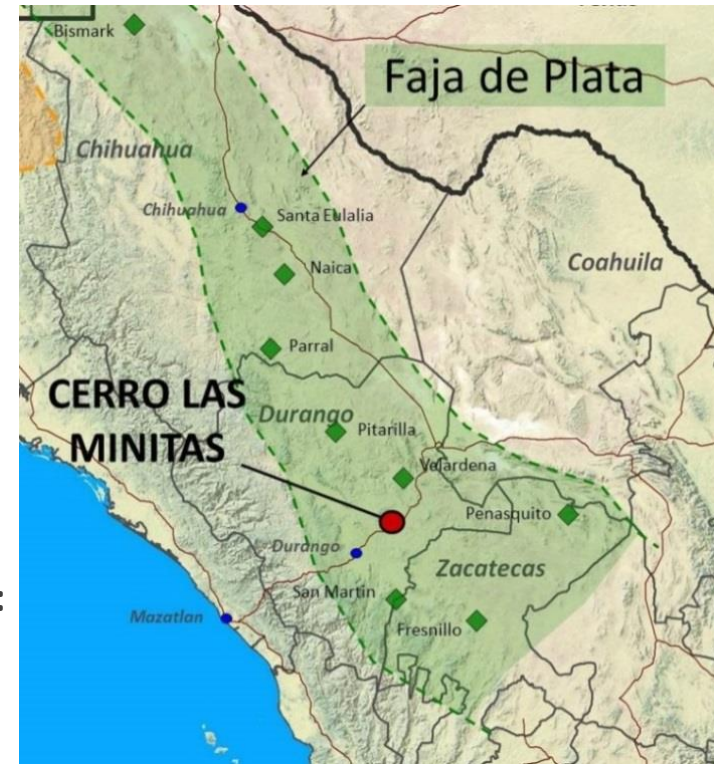 Bismark
Faja de Plata
Chihuahua
Chihuahua
Santa Eulalia
Coahuila
Naica
Parral
CERRO LAS
MINITAS
Durango
Pitarilla
Velardena
Penasquito
Durango
Zacatecas
San Martin
Mazatlan
Fresnillo
: